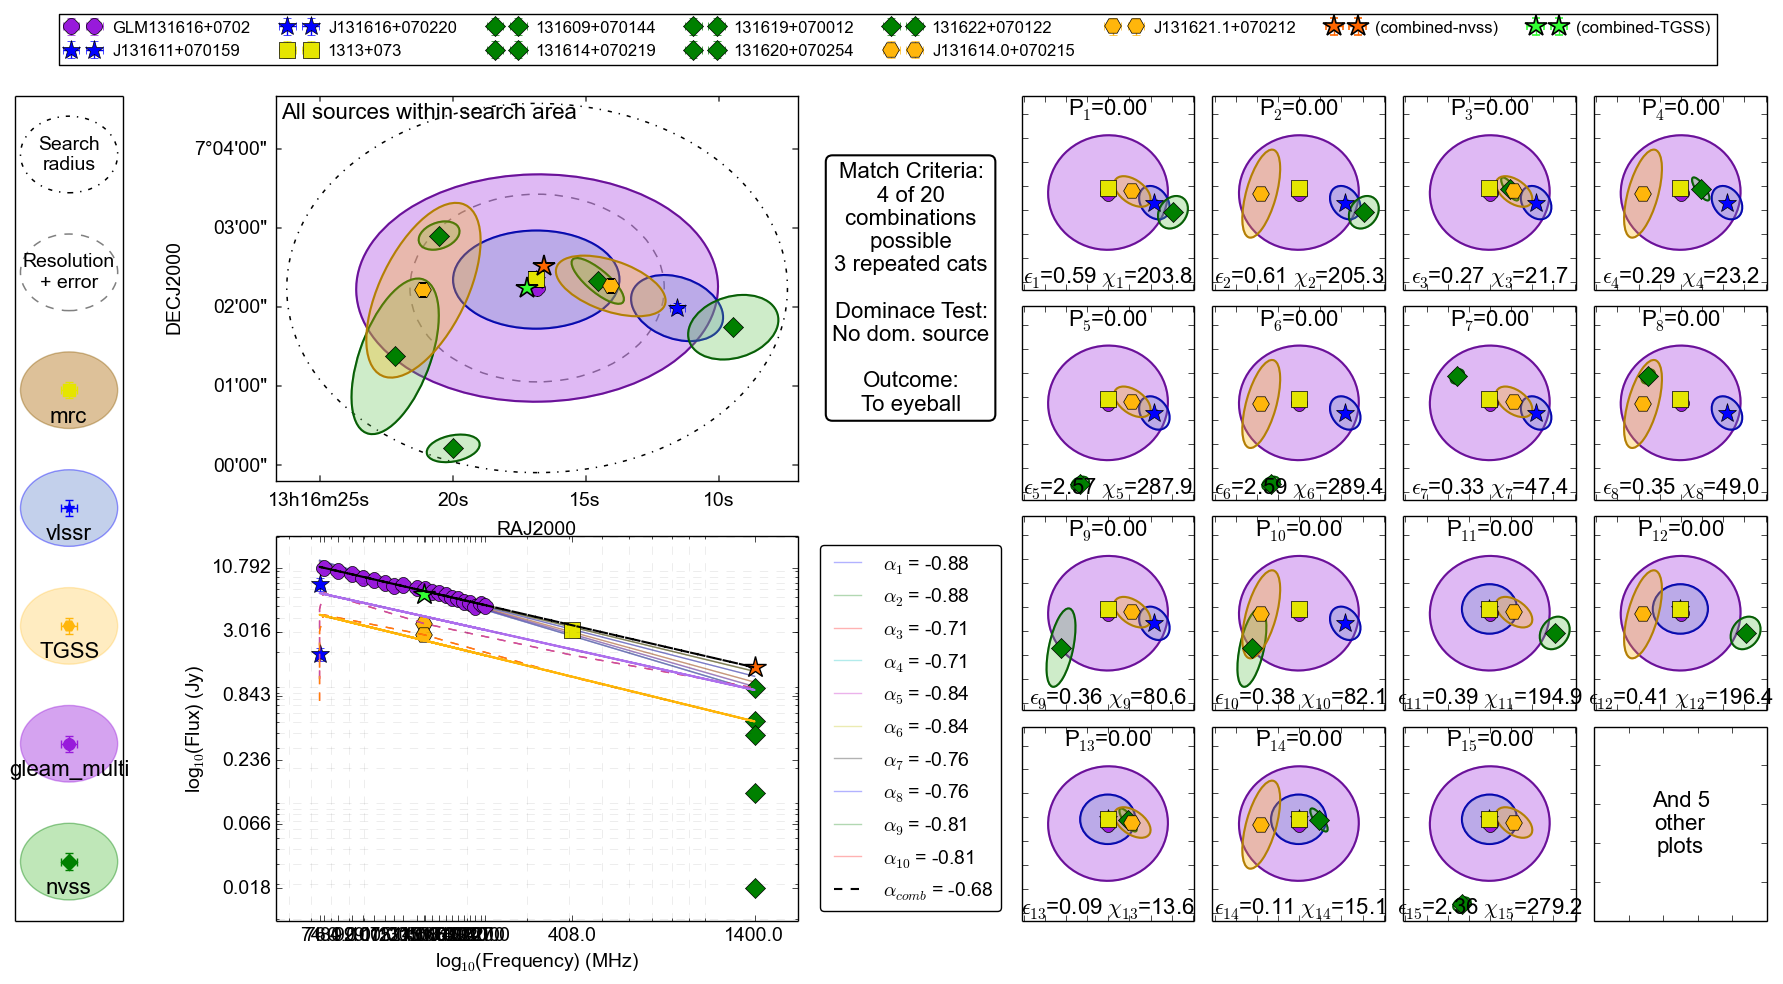 GLM131616+0702 J131616+070220 131609+070144 131619+070012 131622+070122 J131621.1+070212 (combined-nvss) (combined-TGSS)
J131611+070159 1313+073 131614+070219 131620+070254 J131614.0+070215
Search
radius
Resolution
+ error
mrc
vlssr
TGSS
gleam_multi
nvss
All sources within search area
7°04'00"
03'00"
02'00"
01'00"
00'00"
DECJ2000
13h16m25s 20s 15s 10s
RAJ2000
Match Criteria:
4 of 20
combinations
possible
3 repeated cats
Dominace Test:
No dom. source
Outcome:
To eyeball
10.792
3.016
0.843
0.236
0.066
0.018
log10(Flux) (Jy)
408.0 1400.0
log10(Frequency) (MHz)
α1 = -0.88
α2 = -0.88
α3 = -0.71
α4 = -0.71
α5 = -0.84
α6 = -0.84
α7 = -0.76
α8 = -0.76
α9 = -0.81
α10 = -0.81
αcomb = -0.68
P1=0.00 P2=0.00 P3=0.00 P4=0.00
ϵ1=0.59 χ1=203.8 ϵ2=0.61 χ2=205.3 ϵ3=0.27 χ3=21.7 ϵ4=0.29 χ4=23.2
P5=0.00 P6=0.00 P7=0.00 P8=0.00
ϵ5=2.57 χ5=287.9 ϵ6=2.59 χ6=289.4 ϵ7=0.33 χ7=47.4 ϵ8=0.35 χ8=49.0
P9=0.00 P10=0.00 P11=0.00 P12=0.00
ϵ9=0.36 χ9=80.6 ϵ10=0.38 χ10=82.1 ϵ11=0.39 χ11=194.9 ϵ12=0.41 χ12=196.4
P13=0.00 P14=0.00 P15=0.00
ϵ13=0.09 χ13=13.6 ϵ14=0.11 χ14=15.1 ϵ15=2.36 χ15=279.2
And 5
other
plots